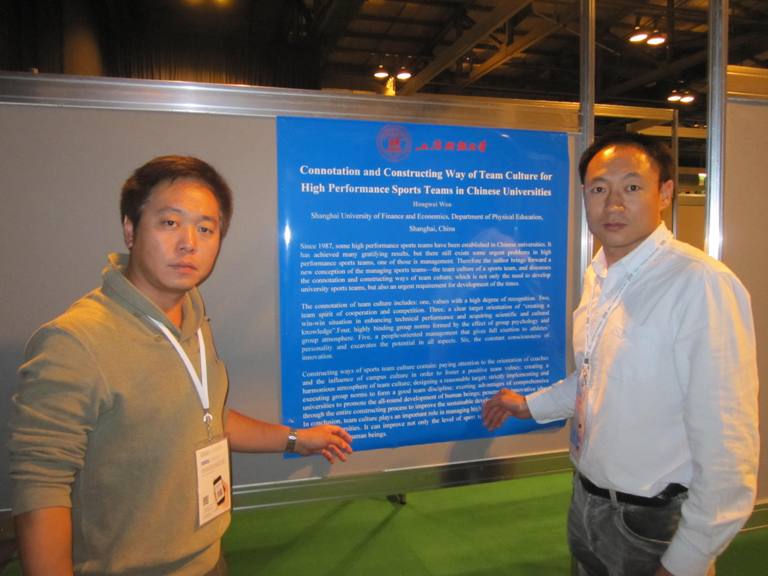 上海财经大学
Connotation and Constructing Way of Team Culture for
High Performance Sports Teams in Chinese Universities
Hongwei Wen
Shanghai University of Finance and Economics, Department of Physical Education,
Shanghai, China
Since 1987, some high performance sports teams have been established in Chinese universities. It
has achieved many gratifying results, but there still exist some urgent problems in high
performance sports teams, one of those is management. Therefore the author brings forward a
new conception of the managing sports teams—the team culture of a sports team, and discusses
the connotation and constructing ways of team culture, which is not only the need to develop
university sports teams, but also an urgent requirement for development of the times.
The connotation of team culture includes: one, values with a high degree of recognition. Two,
team spirit of cooperation and competition. Three; a clear target orientation of "creating a
win-win situation in enhancing technical performance and acquiring scientific and cultural
knowledge".Four, highly binding group norms formed by the effect of group psychology and
group atmosphere. Five, a people-oriented management that gives full exertion to athletes'
personality and excavates the potential in all aspects. Six, the constant consciousness of
innovation.
Constructing ways of sports team culture contain: paying attention to the orientation of coaches
and the influence of campus culture in order to foster a positive team values; creating a
harmonious atmosphere of team culture; designing a reasonable target; strictly implementing and
executing group norms to form a good team discipline; exerting advantages of comprehensive
universities to promote the all-round development of human beings; innovative
through the entire constructing process to improve the sustainable
In conclusion, team culture plays an important role in managing
It can improve not only the level of sport
human beings.